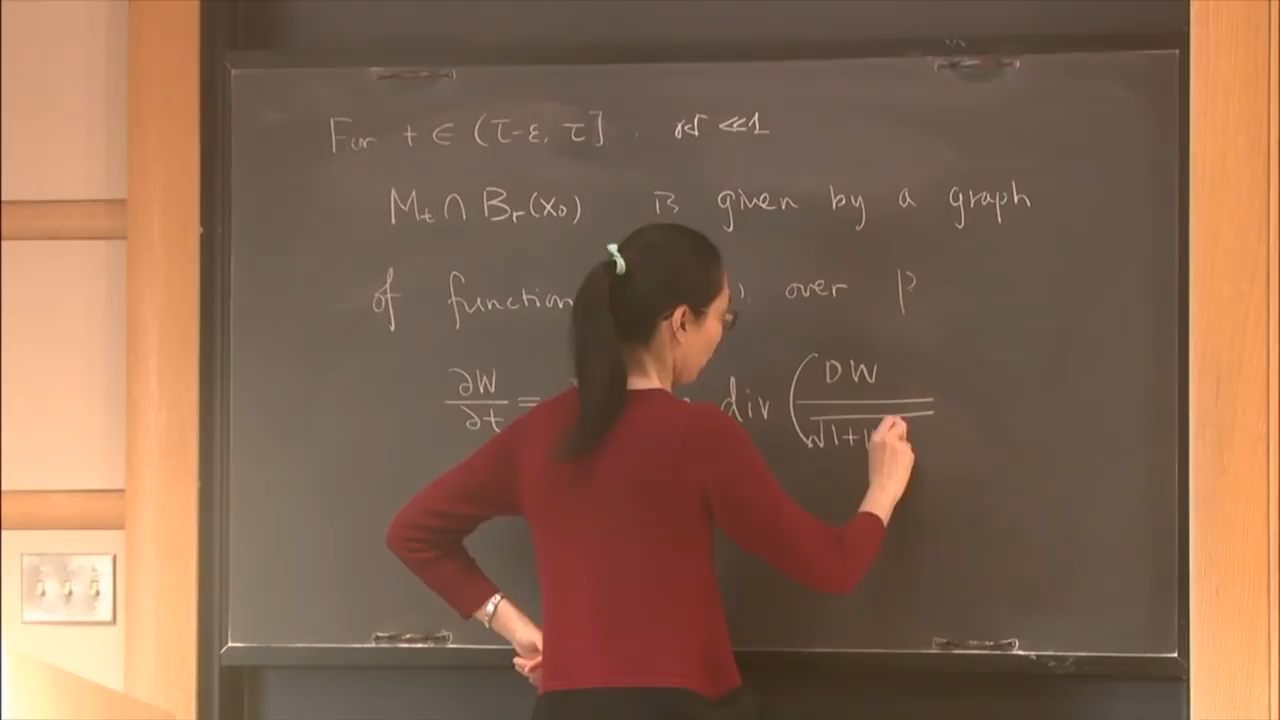 For t ∈ (τ-ε, τ]. ≪1
M_t ∩ B_r(x_0) is given by a graph
of function ). over P
∂W/∂t = div (DW/√1+